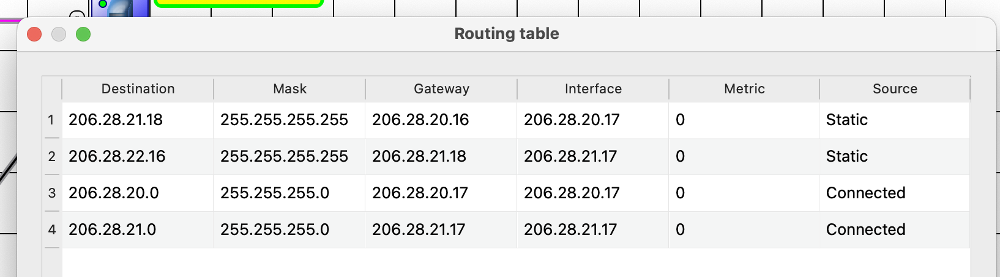 Routing table
Destination Mask Gateway Interface Metric Source
1 206.28.21.18 255.255.255.255 206.28.20.16 206.28.20.17 0 Static
2 206.28.22.16 255.255.255.255 206.28.21.18 206.28.21.17 0 Static
3 206.28.20.0 255.255.255.0 206.28.20.17 206.28.20.17 0 Connected
4 206.28.21.0 255.255.255.0 206.28.21.17 206.28.21.17 0 Connected